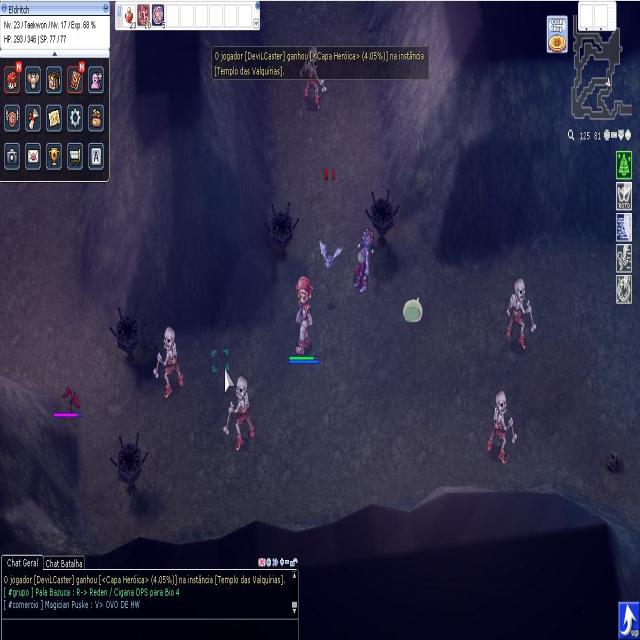 Eldritch
Nv. 23 / Taekwon / Nv. 17 / Exp. 68 %
HP. 293 / 346 | SP. 77 / 77
N
N
23
O jogador [DeviLCaster] ganhou [<Capa Heróica> (4.05%)] na instância
[Templo das Valquírias].
125 81
Chat Geral
Chat Batalha
O jogador [DeviLCaster] ganhou [<Capa Heróica> (4.05%)] na instância [Templo das Valquírias].
[ #grupo ] Pala Bazuca : R-> Reden / Cigana DPS para Bio 4
[ #comercio ] Magician Puske : V> OVO DE HW